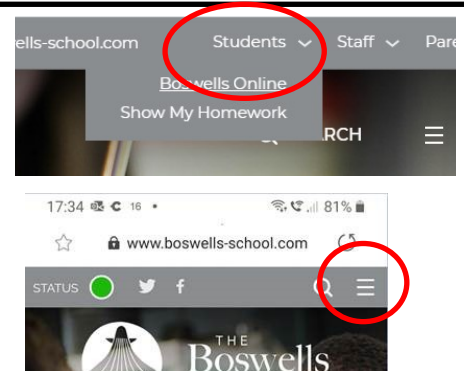 ells-school.com Students Staff Pare
Boswells Online
Show My Homework
RCH
17:34 16 • 81%
www.boswells-school.com
STATUS f
THE
Boswells